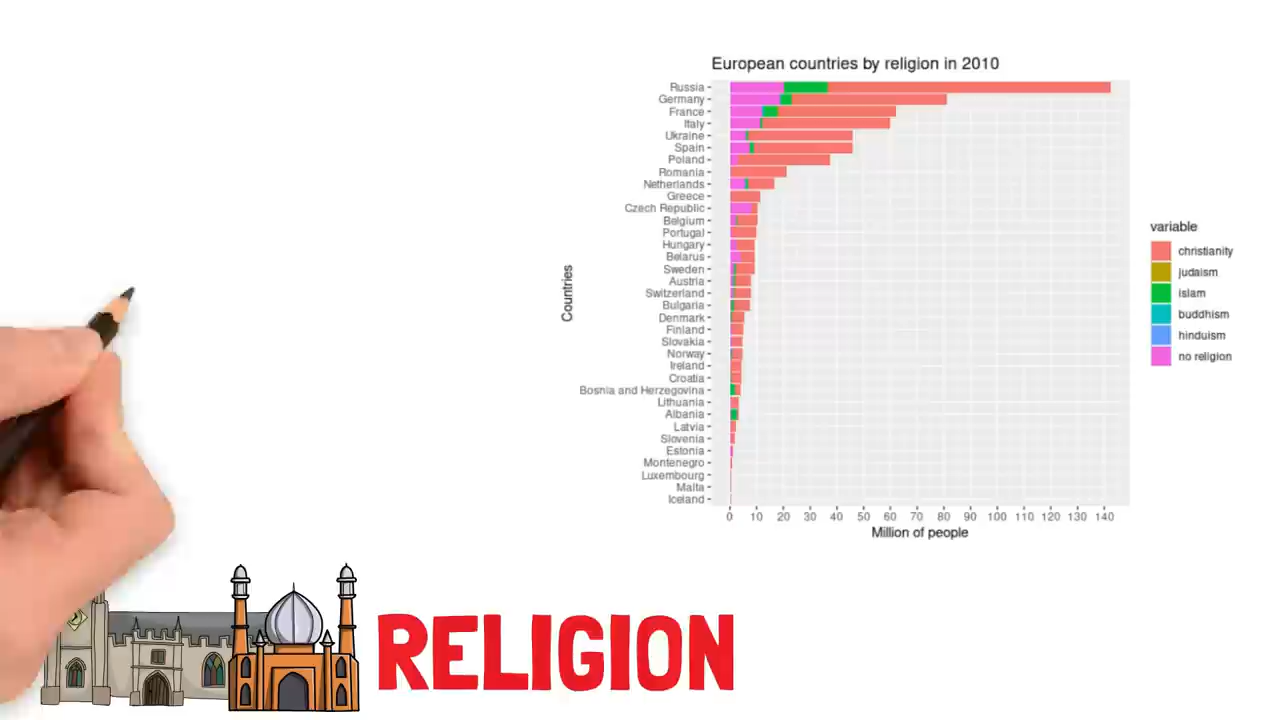 European countries by religion in 2010
Russia
Germany
France
Italy
Ukraine
Spain
Poland
Romania
Netherlands
Greece
Czech Republic
Belgium
Portugal
Hungary
Belarus
Sweden
Austria
Switzerland
Bulgaria
Denmark
Finland
Slovakia
Norway
Ireland
Croatia
Bosnia and Herzegovina
Lithuania
Albania
Latvia
Slovenia
Estonia
Montenegro
Luxembourg
Malta
Iceland
Countries
0 10 20 30 40 50 60 70 80 90 100 110 120 130 140
Million of people
variable
christianity
judaism
islam
buddhism
hinduism
no religion
RELIGION